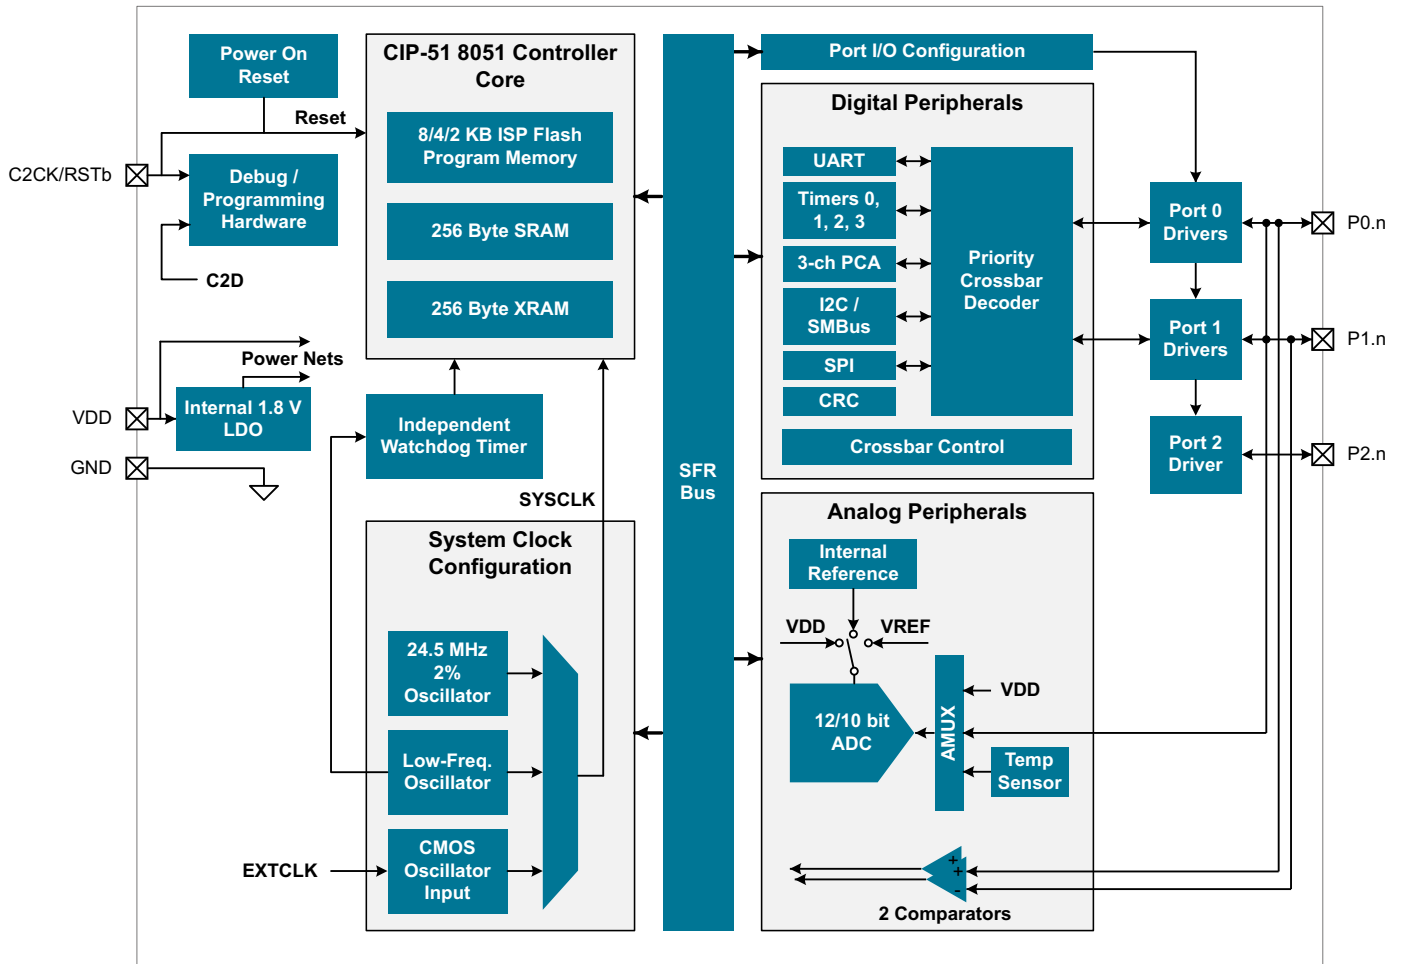 Power On
Reset
Reset
C2CK/RSTb
Debug /
Programming
Hardware
C2D
Power Nets
VDD
Internal 1.8 V
LDO
GND
CIP-51 8051 Controller
Core
8/4/2 KB ISP Flash
Program Memory
256 Byte SRAM
256 Byte XRAM
Independent
Watchdog Timer
SYSCLK
System Clock
Configuration
24.5 MHz
2%
Oscillator
Low-Freq.
Oscillator
EXTCLK
CMOS
Oscillator
Input
SFR
Bus
Port I/O Configuration
Digital Peripherals
UART
Timers 0,
1, 2, 3
3-ch PCA
I2C /
SMBus
SPI
CRC
Priority
Crossbar
Decoder
Crossbar Control
Port 0
Drivers
P0.n
Port 1
Drivers
P1.n
Port 2
Driver
P2.n
Analog Peripherals
Internal
Reference
VDD
VREF
12/10 bit
ADC
AMUX
VDD
Temp
Sensor
+
+
-
2 Comparators